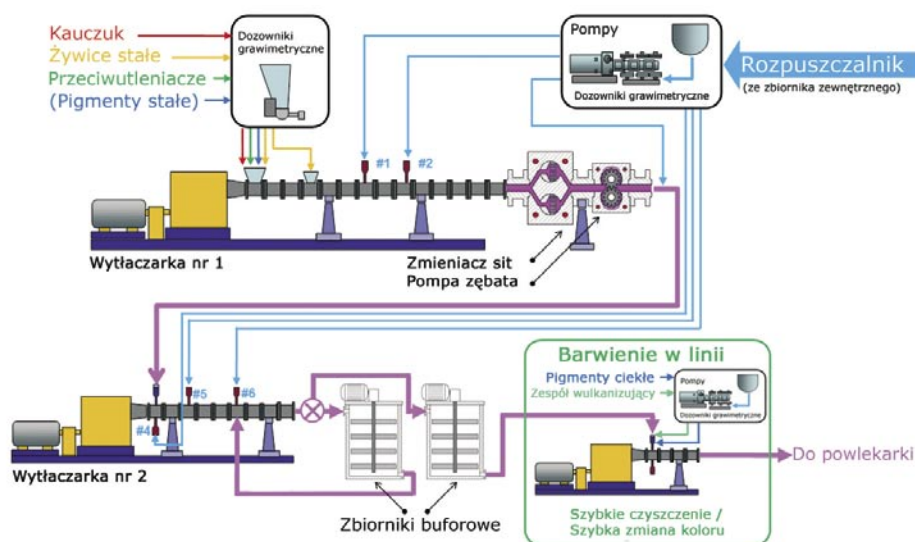 Kauczuk
Żywice stałe
Przeciwutleniacze
(Pigmenty stałe)
Dozowniki
grawimetryczne
Pompy
Dozowniki grawimetryczne
Rozpuszczalnik
(ze zbiornika zewnętrznego)
#1
#2
Wytłaczarka nr 1
Zmieniacz sit
Pompa zębata
#4
#5
#6
Wytłaczarka nr 2
Zbiorniki buforowe
Barwienie w linii
Pigmenty ciekłe
Zespół wulkanizujący
Pompy
Dozowniki grawimetryczne
Do powlekarki
Szybkie czyszczenie /
Szybka zmiana koloru